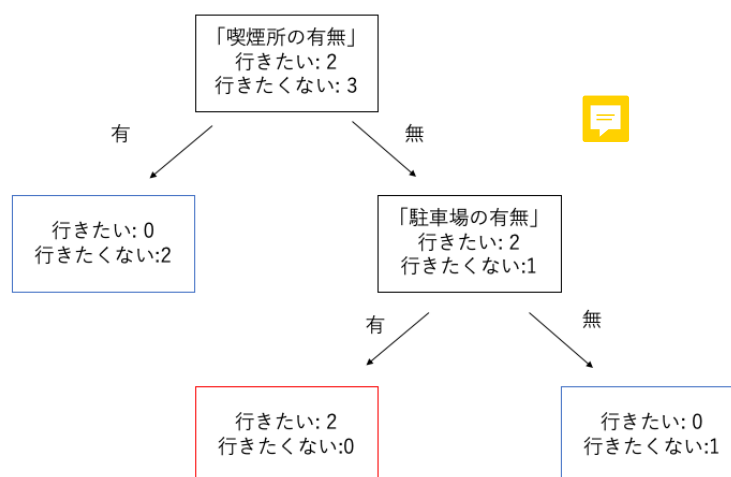 「喫煙所の有無」
行きたい: 2
行きたくない: 3
有
無
行きたい: 0
行きたくない:2
「駐車場の有無」
行きたい: 2
行きたくない:1
有
無
行きたい: 2
行きたくない:0
行きたい: 0
行きたくない:1